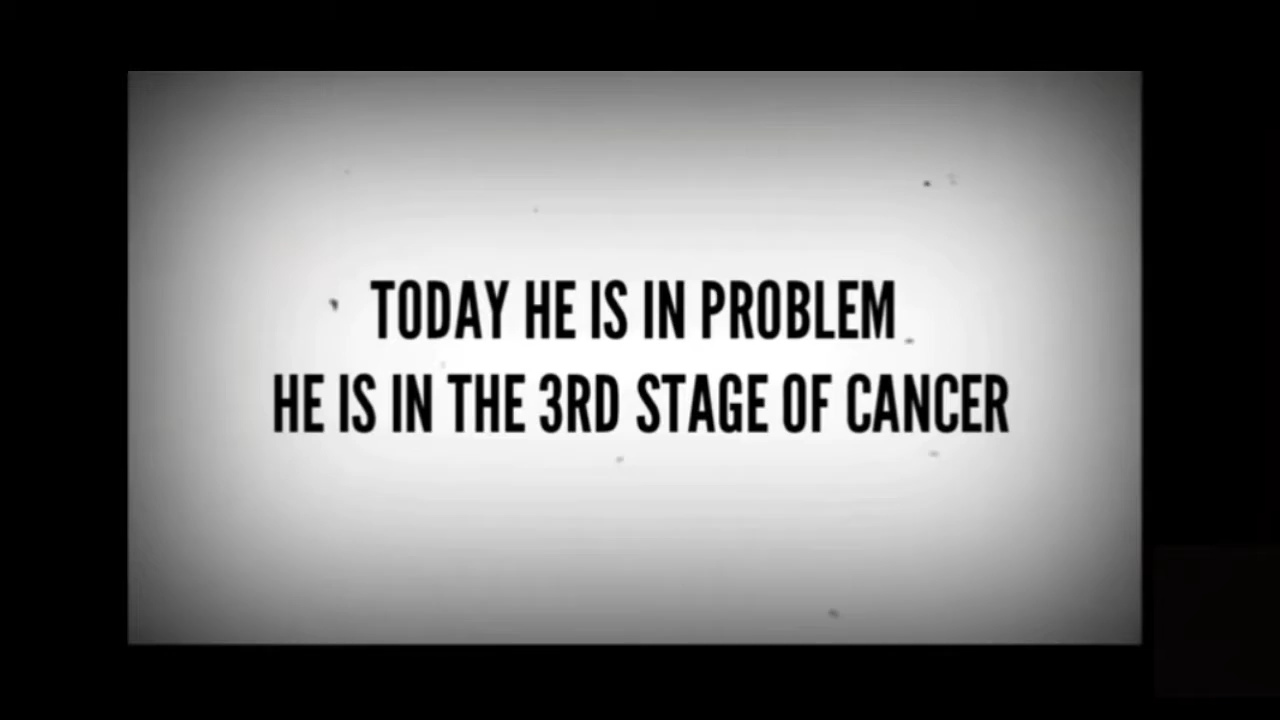 TODAY HE IS IN PROBLEM
HE IS IN THE 3RD STAGE OF CANCER